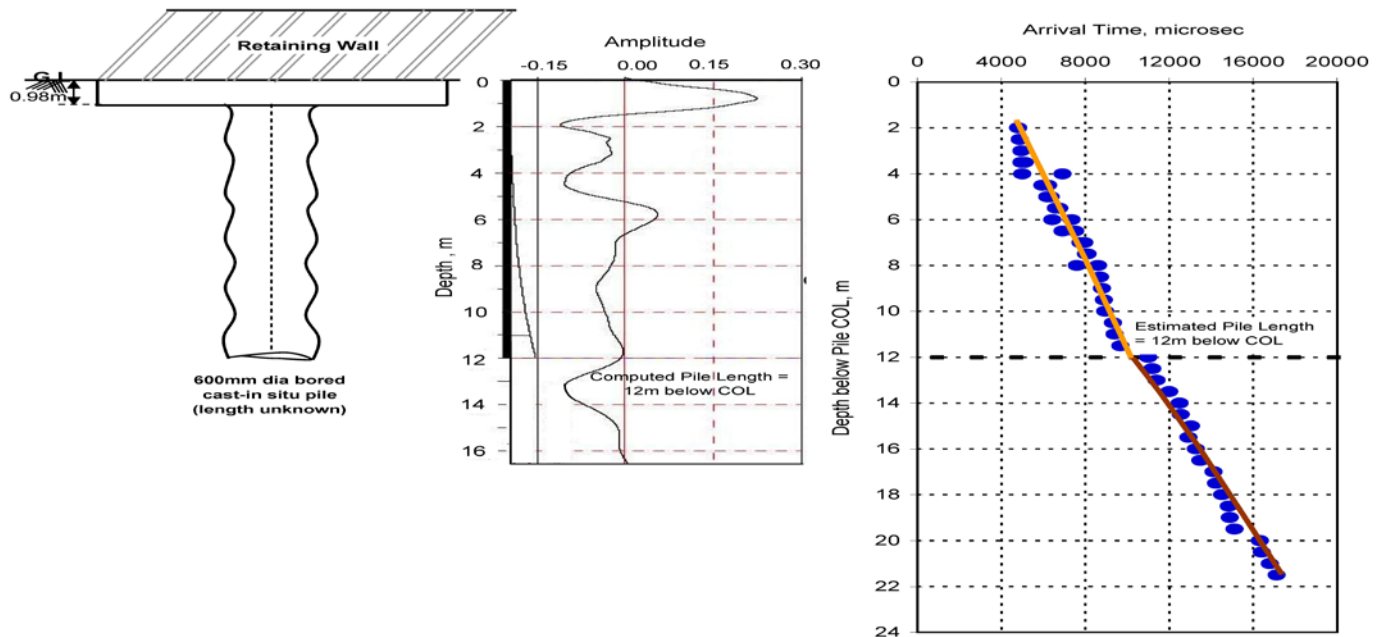 Retaining Wall
G.L
0.98m
600mm dia bored
cast-in situ pile
(length unknown)
Amplitude
-0.15 0.00 0.15 0.30
0
2
4
6
8
10
12
14
16
Depth , m
Computed Pile Length =
12m below COL
Arrival Time, microsec
0 4000 8000 12000 16000 20000
0
2
4
6
8
10
12
14
16
18
20
22
24
Depth below Pile COL, m
Estimated Pile Length
= 12m below COL